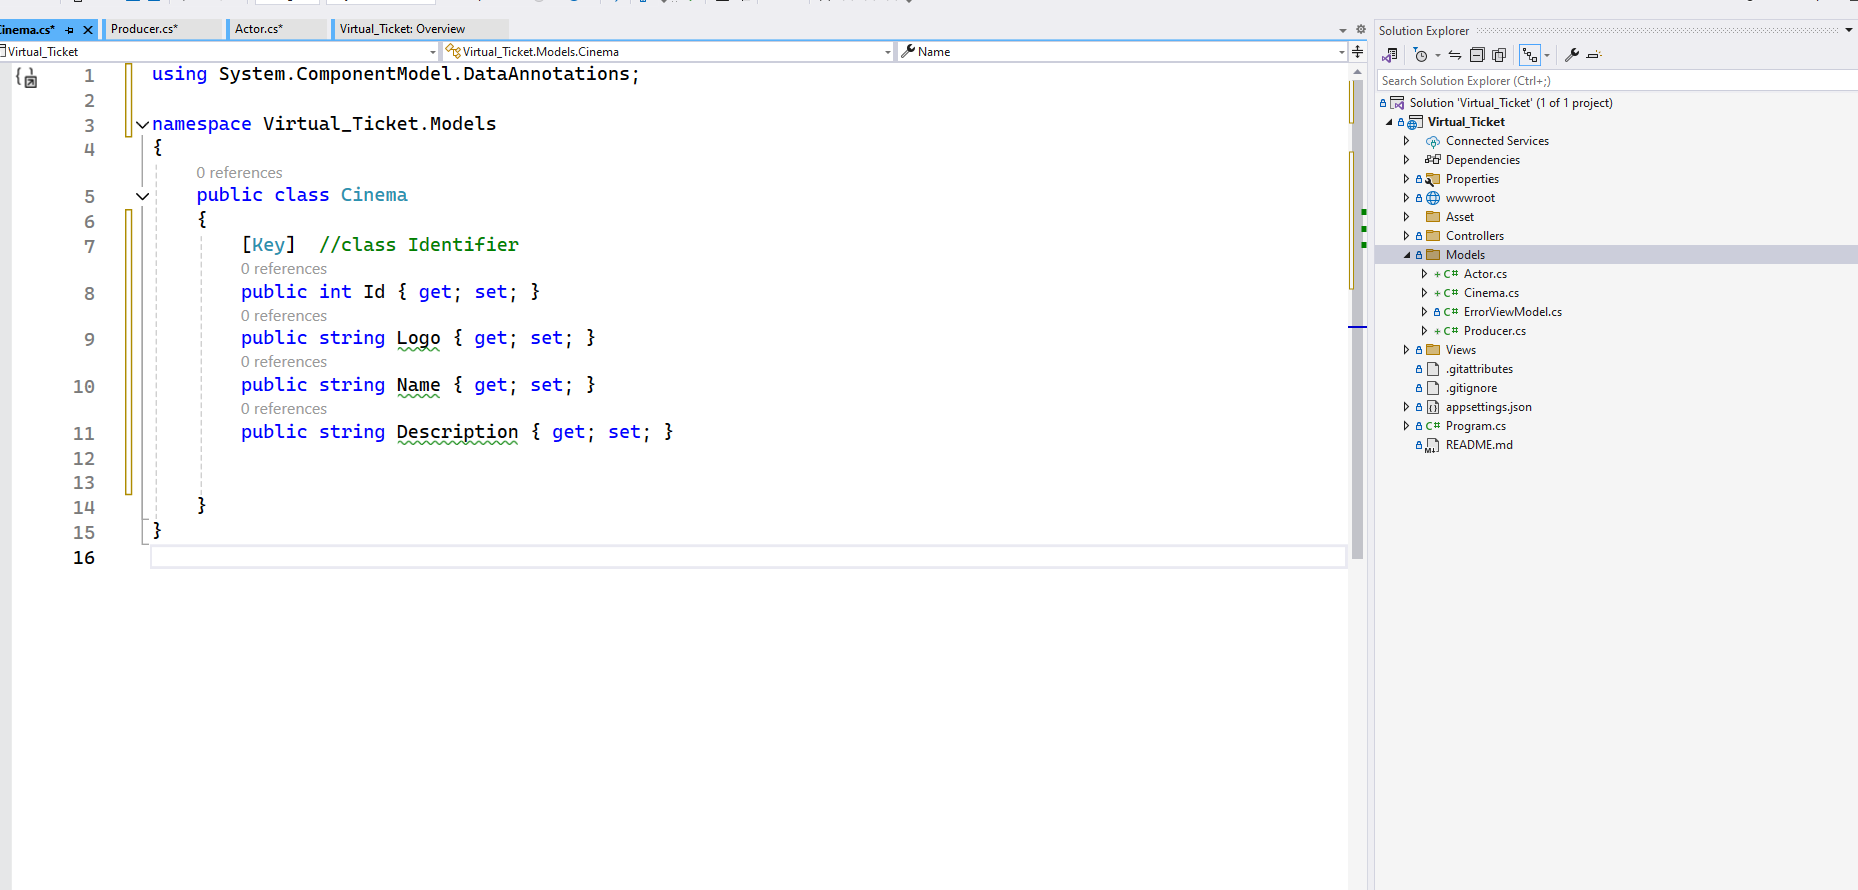 Cinema.cs*
Producer.cs*
Actor.cs*
Virtual_Ticket: Overview
Virtual_Ticket
Virtual_Ticket.Models.Cinema
Name
1 using System.ComponentModel.DataAnnotations;
2
3 namespace Virtual_Ticket.Models
4 {
0 references
5 public class Cinema
6 {
7 [Key] //class Identifier
0 references
8 public int Id { get; set; }
0 references
9 public string Logo { get; set; }
0 references
10 public string Name { get; set; }
0 references
11 public string Description { get; set; }
12
13
14 }
15 }
16
Solution Explorer
Search Solution Explorer (Ctrl+;)
Solution 'Virtual_Ticket' (1 of 1 project)
Virtual_Ticket
Connected Services
Dependencies
Properties
wwwroot
Asset
Controllers
Models
+ C# Actor.cs
+ C# Cinema.cs
C# ErrorViewModel.cs
+ C# Producer.cs
Views
.gitattributes
.gitignore
appsettings.json
C# Program.cs
README.md